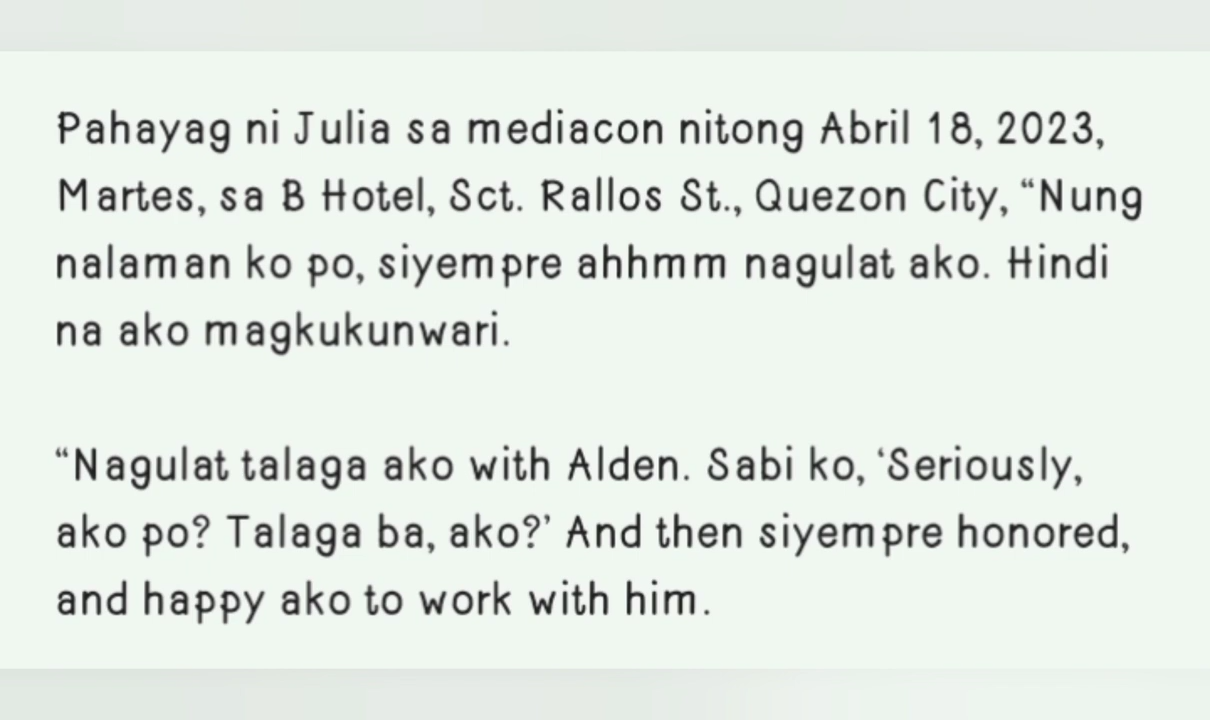 Pahayag ni Julia sa mediacon nitong Abril 18, 2023,
Martes, sa B Hotel, Sct. Rallos St., Quezon City, “Nung
nalaman ko po, siyempre ahhmm nagulat ako. Hindi
na ako magkukunwari.
“Nagulat talaga ako with Alden. Sabi ko, ‘Seriously,
ako po? Talaga ba, ako?’ And then siyempre honored,
and happy ako to work with him.